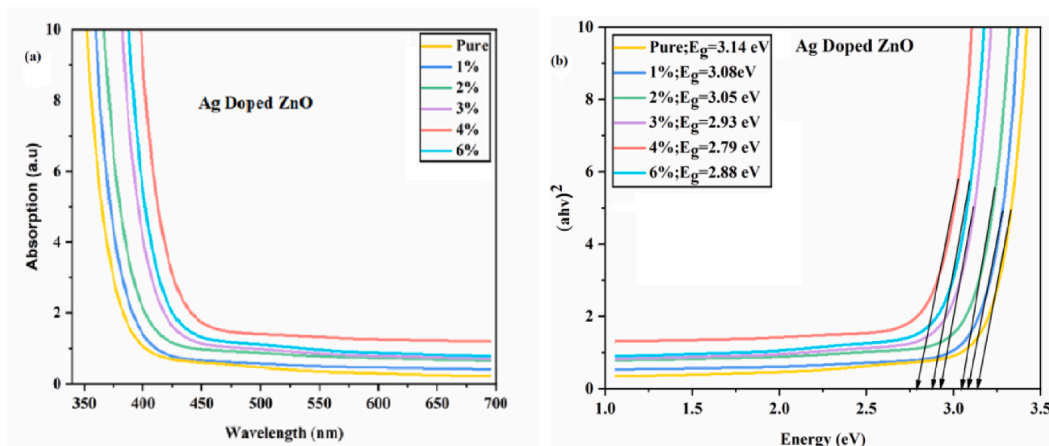 (a)
Ag Doped ZnO
Pure
1%
2%
3%
4%
6%
10
8
6
4
2
0
Absorption (a.u)
350
400
450
500
550
600
650
700
Wavelength (nm)
(b)
Ag Doped ZnO
Pure;Eg=3.14 eV
1%;Eg=3.08eV
2%;Eg=3.05 eV
3%;Eg=2.93 eV
4%;Eg=2.79 eV
6%;Eg=2.88 eV
10
8
6
4
2
0
(ahv)²
1.0
1.5
2.0
2.5
3.0
3.5
Energy (eV)